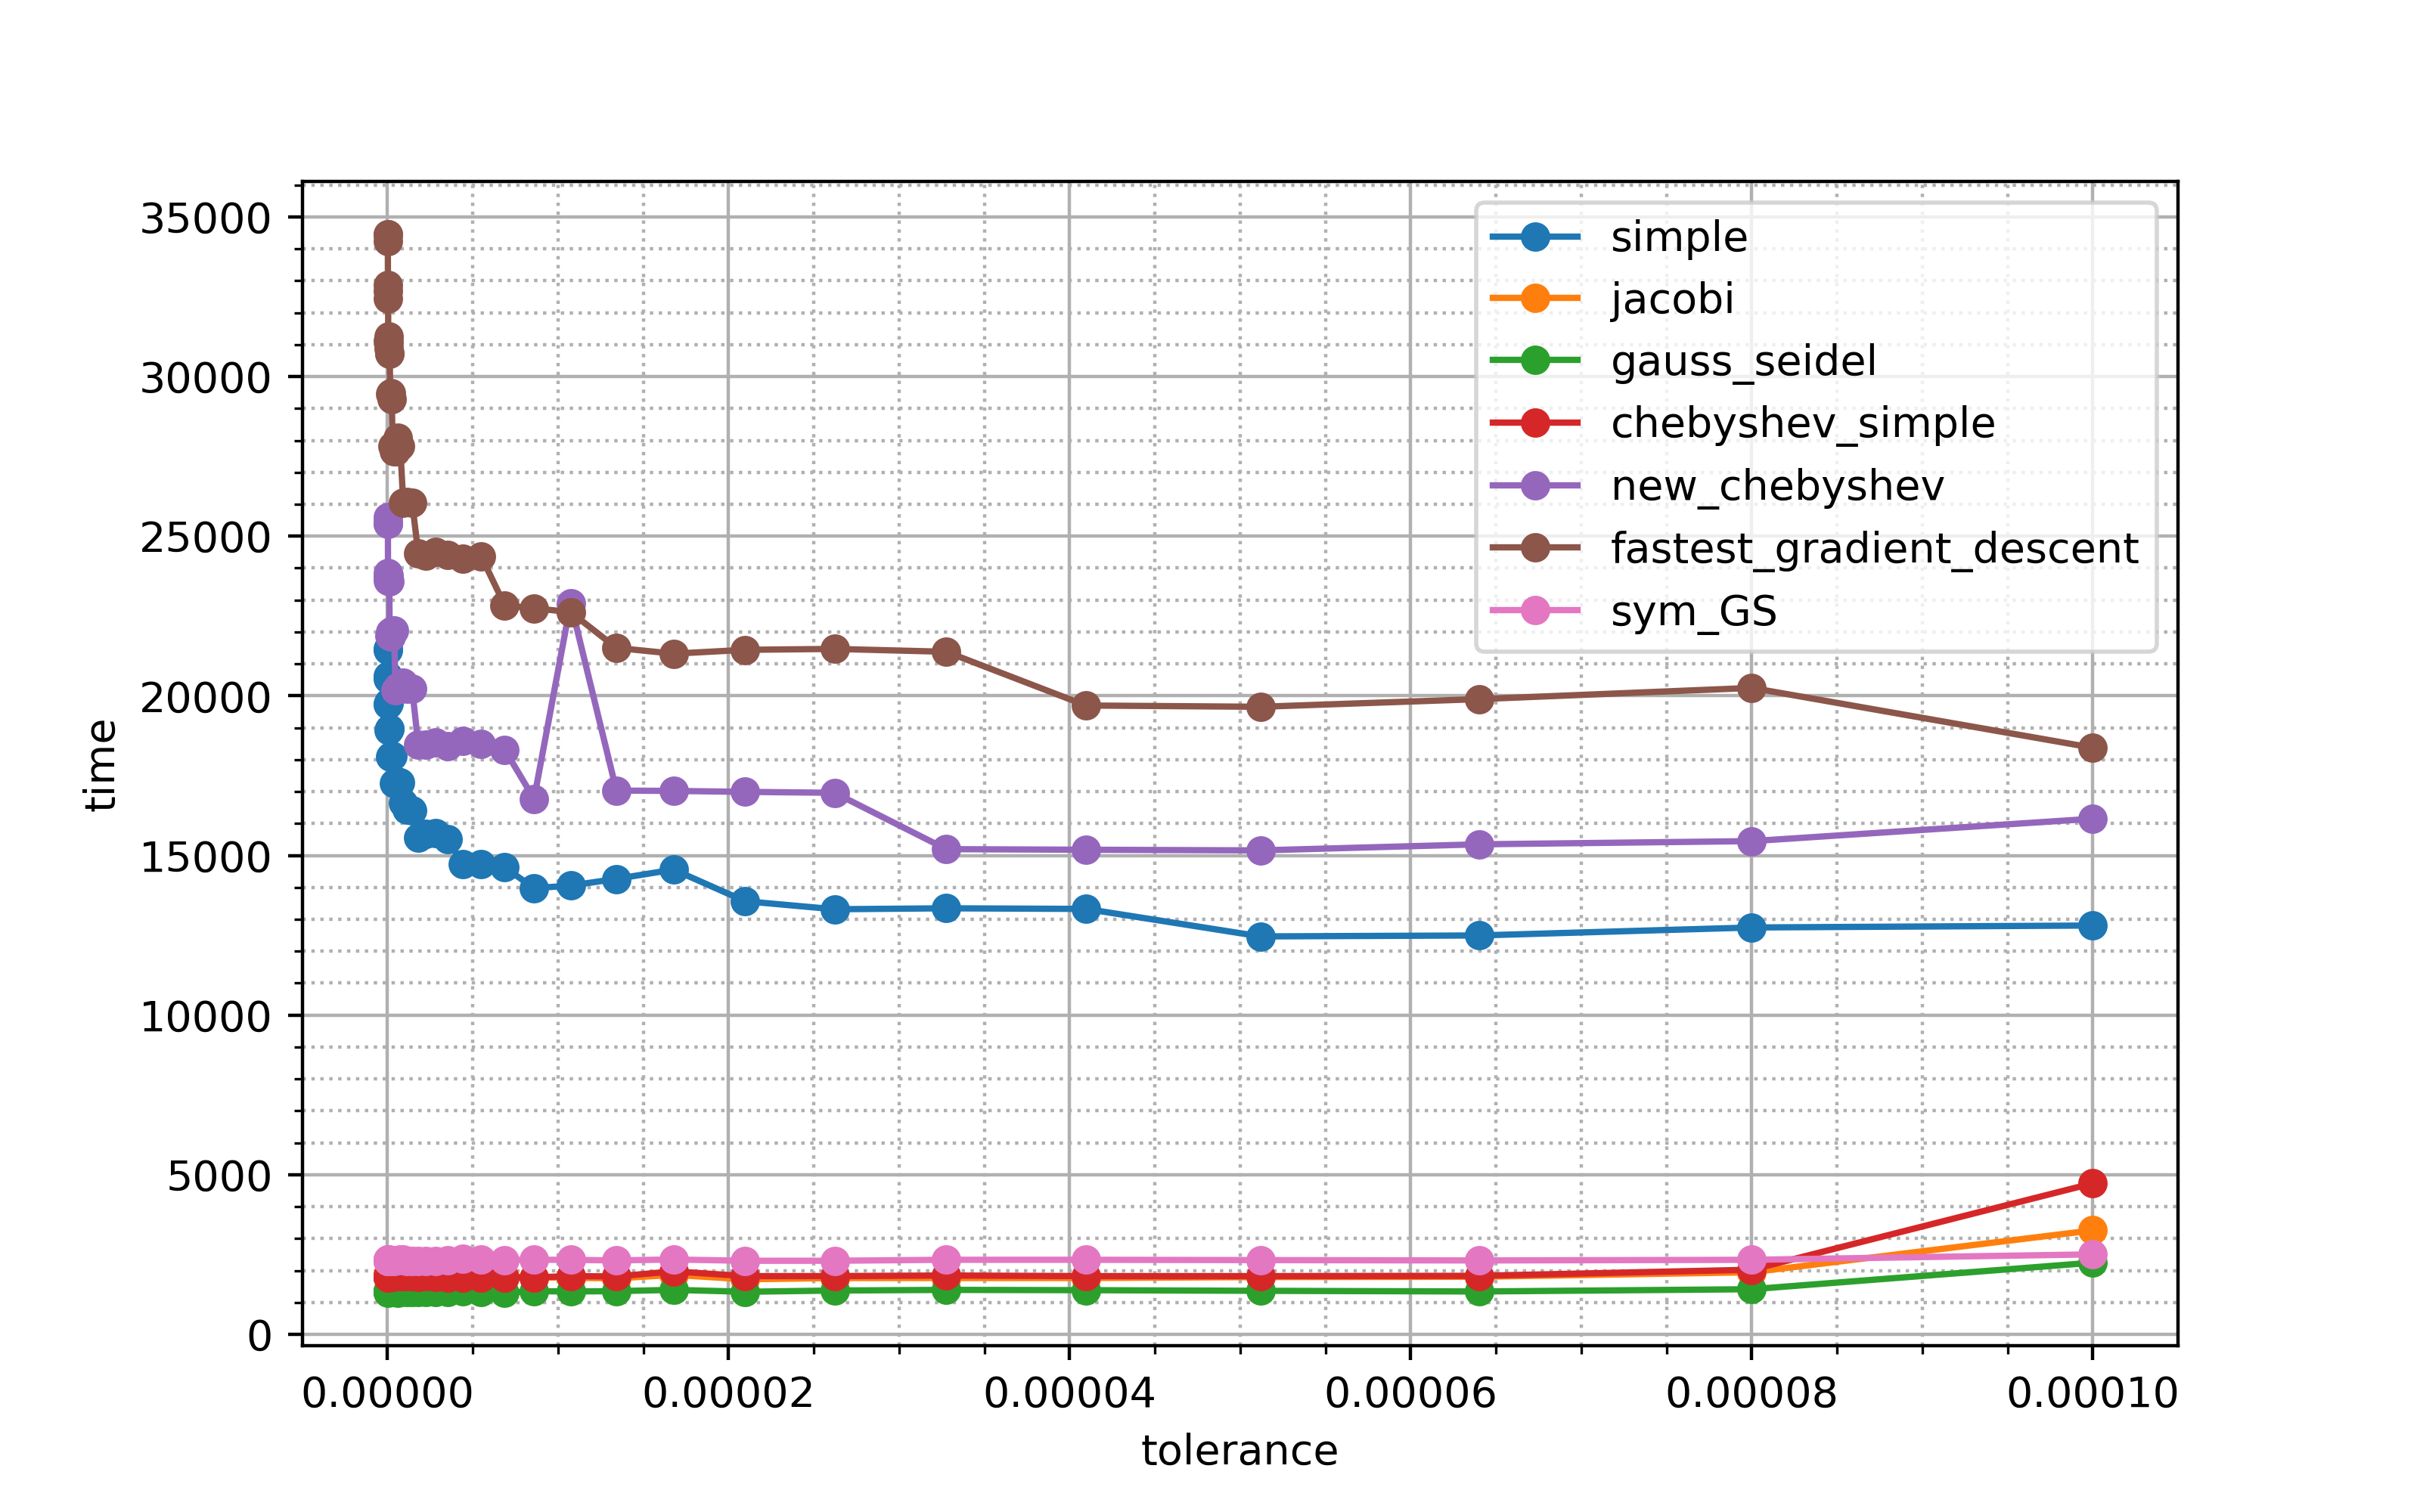 35000
30000
25000
20000
15000
10000
5000
0
time
simple
jacobi
gauss_seidel
chebyshev_simple
new_chebyshev
fastest_gradient_descent
sym_GS
0.00000 0.00002 0.00004 0.00006 0.00008 0.00010
tolerance